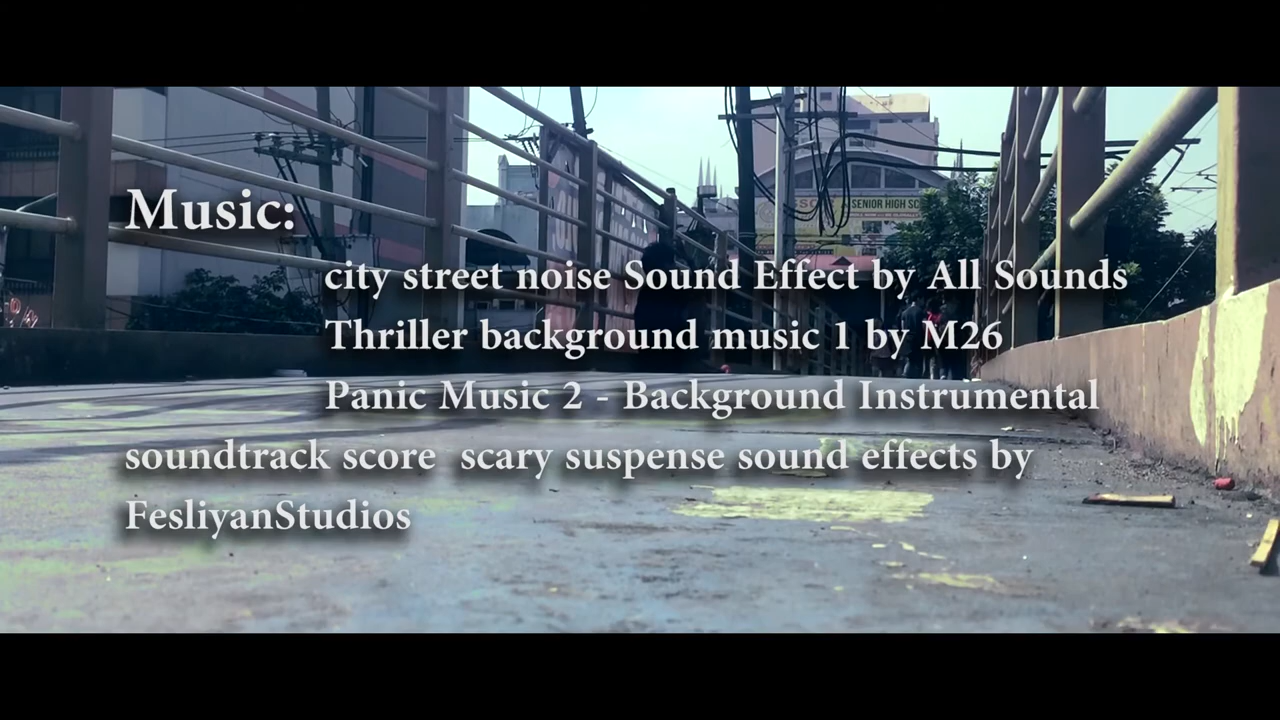 Music:
city street noise Sound Effect by All Sounds
Thriller background music 1 by M26
Panic Music 2 - Background Instrumental
soundtrack score scary suspense sound effects by
FesliyanStudios
SENIOR HIGH SC